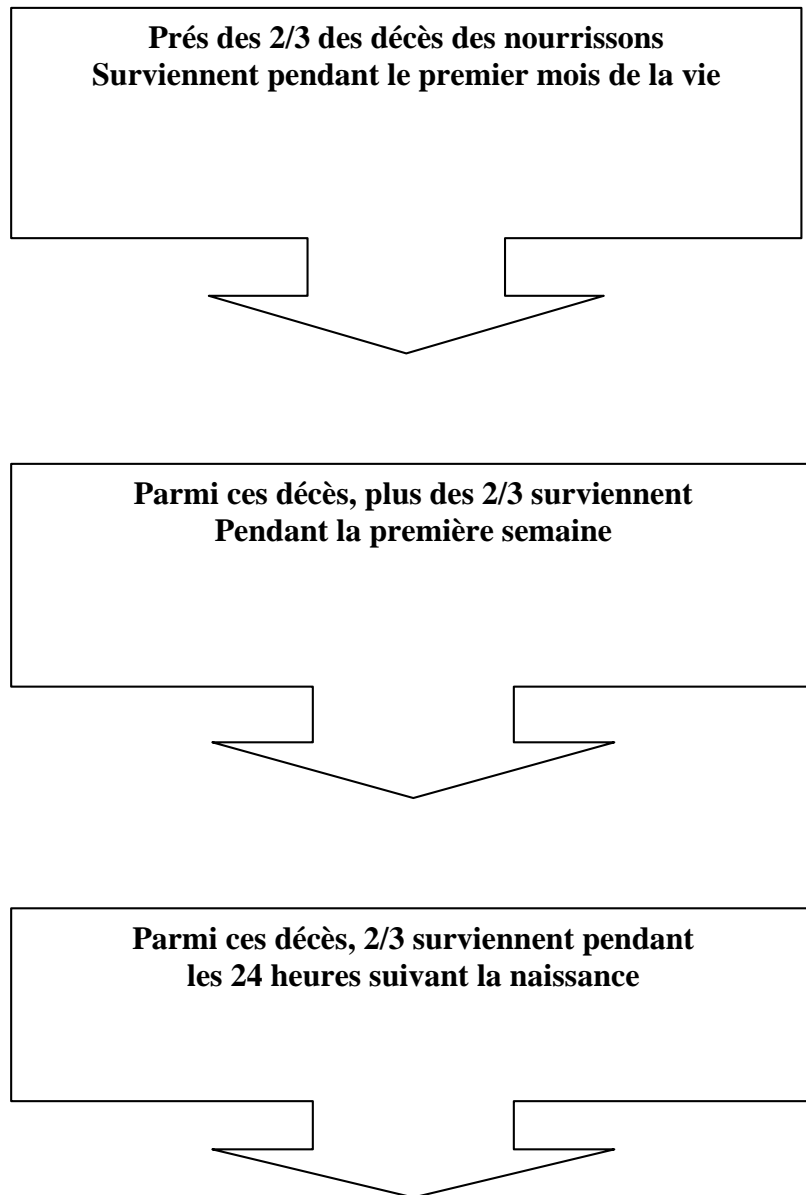 Prés des 2/3 des décès des nourrissons
Surviennent pendant le premier mois de la vie
Parmi ces décès, plus des 2/3 surviennent
Pendant la première semaine
Parmi ces décès, 2/3 surviennent pendant
les 24 heures suivant la naissance